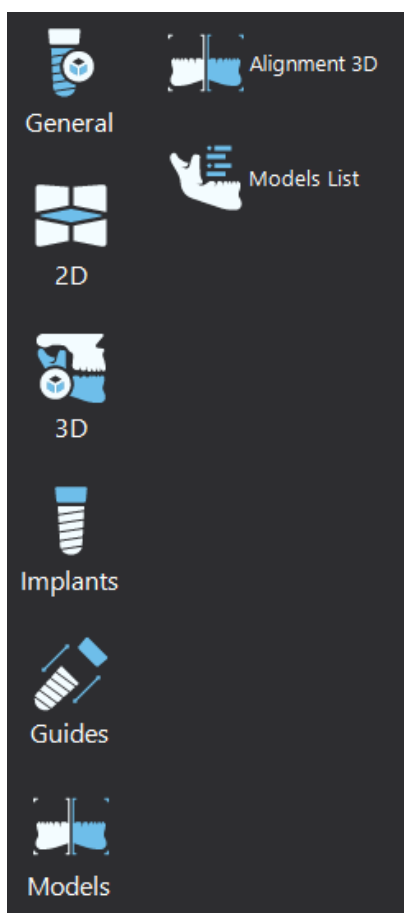 General
2D
3D
Implants
Guides
Models
Alignment 3D
Models List